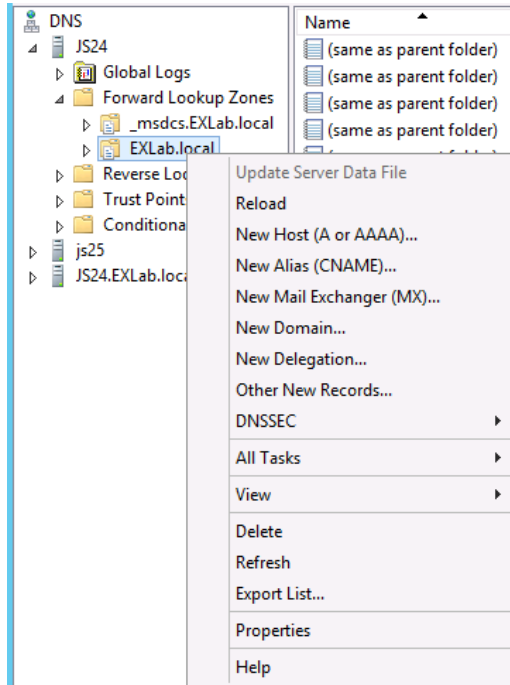 DNS
JS24
Global Logs
Forward Lookup Zones
_msdcs.EXLab.local
EXLab.local
Reverse Loo
Trust Point
Conditiona
js25
JS24.EXLab.loca
Name
(same as parent folder)
(same as parent folder)
(same as parent folder)
(same as parent folder)
Update Server Data File
Reload
New Host (A or AAAA)...
New Alias (CNAME)...
New Mail Exchanger (MX)...
New Domain...
New Delegation...
Other New Records...
DNSSEC
All Tasks
View
Delete
Refresh
Export List...
Properties
Help